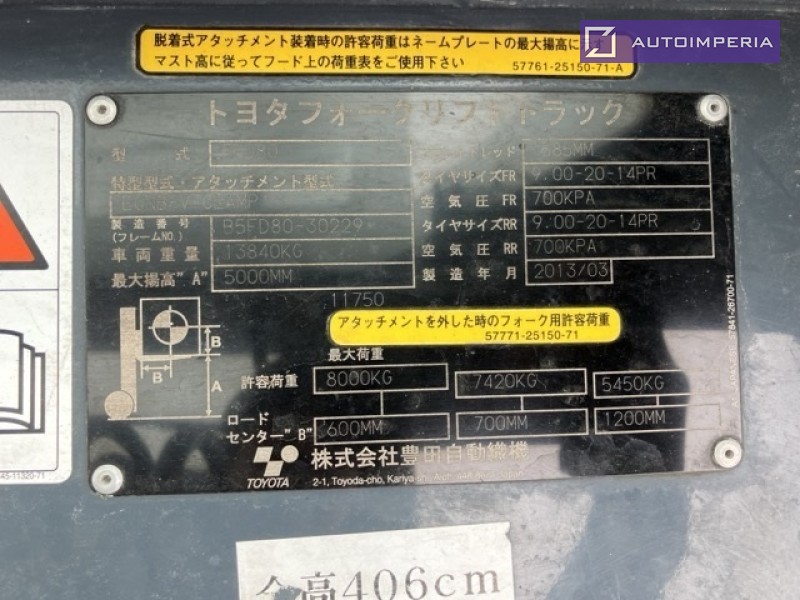 AUTOIMPERIA
脱着式アタッチメント装着時の許容荷重はネームプレートの最大揚高に
マスト高に従ってフード上の荷重表をご使用下さい 57761-25150-71-A
トヨタフォークリフトトラック
型式
特型型式・アタッチメント型式
製造番号 (フレームNO.) B5FD80-30229
車両重量 13840KG
最大揚高"A" 5000MM
タイヤサイズFR 9.00-20-14PR
空気圧 FR 700KPA
タイヤサイズRR 9.00-20-14PR
空気圧 RR 700KPA
製造年月 2013/03
11750
アタッチメントを外した時のフォーク用許容荷重
57771-25150-71
最大荷重
許容荷重 8000KG 7420KG 5450KG
ロードセンター"B" 600MM 700MM 1200MM
B
B
A
TOYOTA
株式会社豊田自動織機
2-1, Toyoda-cho, Kariya-shi,
全高406cm